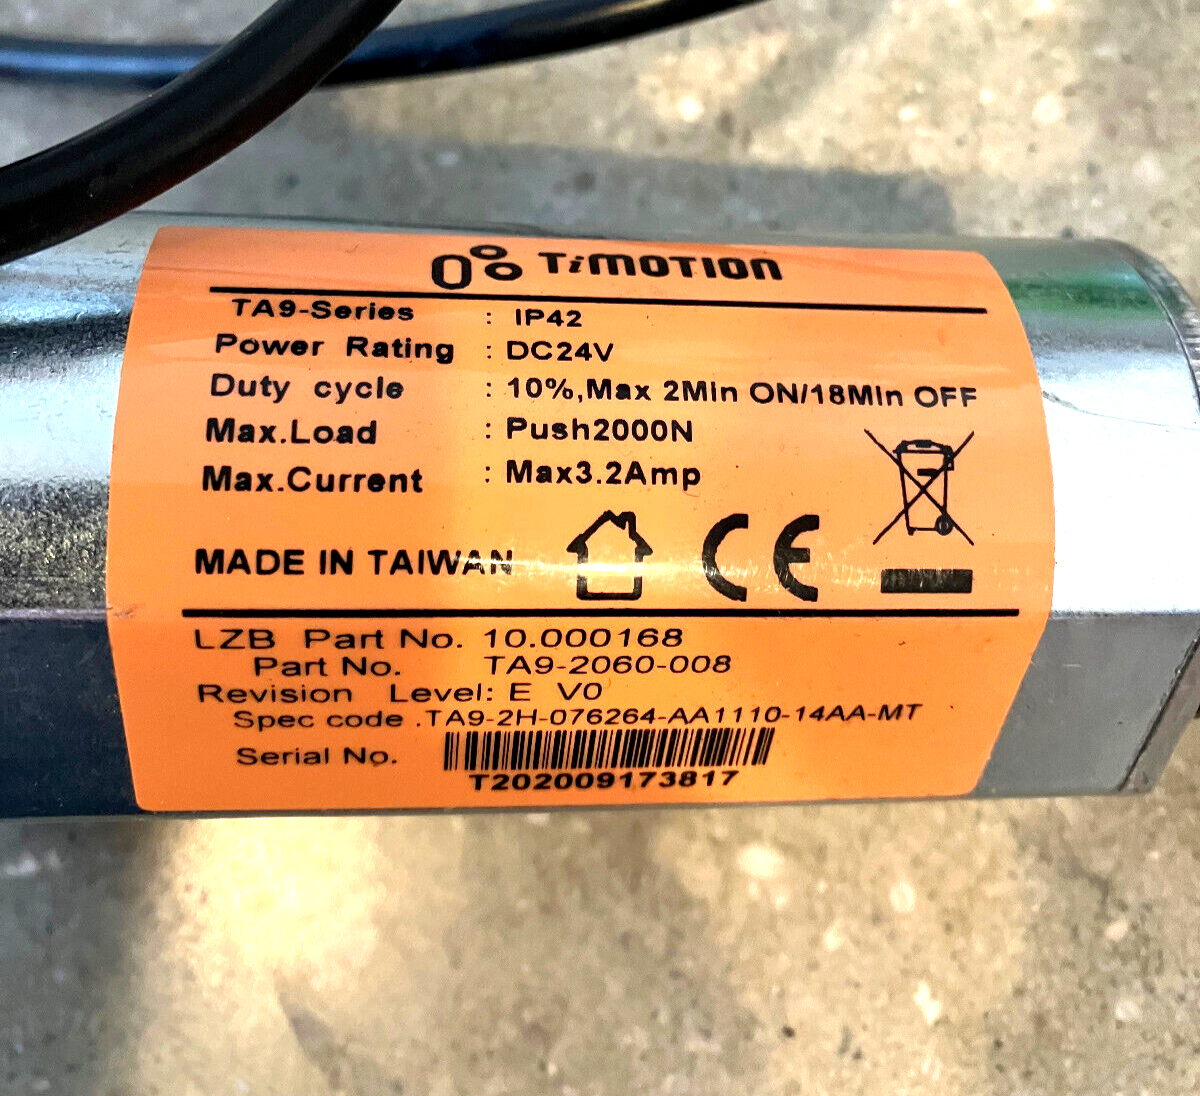 TiMOTION
TA9-Series : IP42
Power Rating : DC24V
Duty cycle : 10%,Max 2Min ON/18Min OFF
Max.Load : Push2000N
Max.Current : Max3.2Amp
MADE IN TAIWAN CE
LZB Part No. 10.000168
Part No. TA9-2060-008
Revision Level: E V0
Spec code .TA9-2H-076264-AA1110-14AA-MT
Serial No.
T202009173817